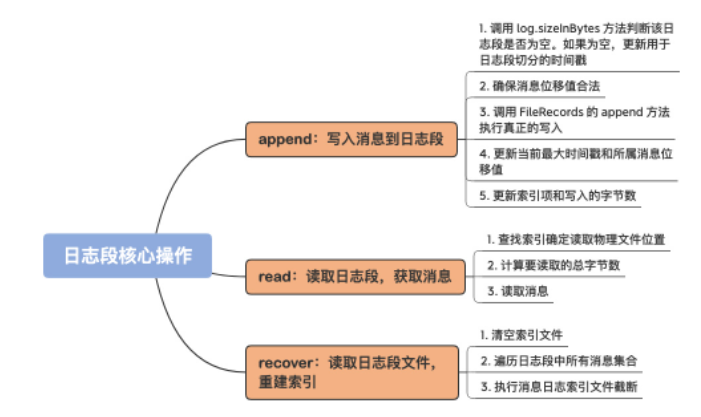 日志段核心操作
append：写入消息到日志段
1. 调用 log.sizeInBytes 方法判断该日
志段是否为空。如果为空，更新用于
日志段切分的时间戳
2. 确保消息位移值合法
3. 调用 FileRecords 的 append 方法
执行真正的写入
4. 更新当前最大时间戳和所属消息位
移值
5. 更新索引项和写入的字节数
read：读取日志段，获取消息
1. 查找索引确定读取物理文件位置
2. 计算要读取的总字节数
3. 读取消息
recover：读取日志段文件，
重建索引
1. 清空索引文件
2. 遍历日志段中所有消息集合
3. 执行消息日志索引文件截断